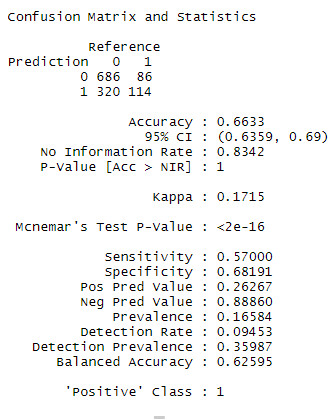 Confusion Matrix and Statistics
Reference
Prediction 0 1
0 686 86
1 320 114
Accuracy : 0.6633
95% CI : (0.6359, 0.69)
No Information Rate : 0.8342
P-Value [Acc > NIR] : 1
Kappa : 0.1715
Mcnemar's Test P-Value : <2e-16
Sensitivity : 0.57000
Specificity : 0.68191
Pos Pred Value : 0.26267
Neg Pred Value : 0.88860
Prevalence : 0.16584
Detection Rate : 0.09453
Detection Prevalence : 0.35987
Balanced Accuracy : 0.62595
'Positive' Class : 1